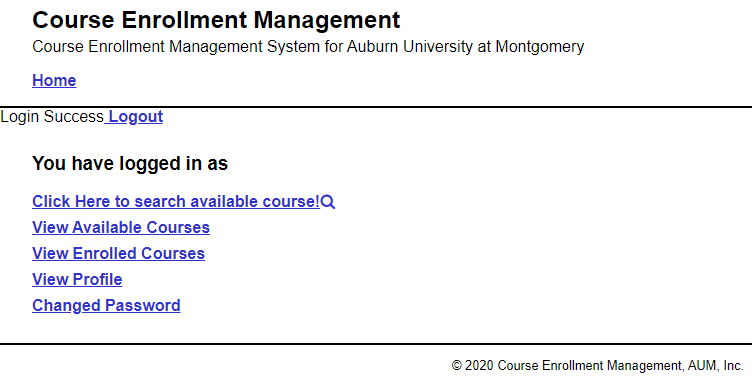 Course Enrollment Management
Course Enrollment Management System for Auburn University at Montgomery
Home
Login Success Logout
You have logged in as
Click Here to search available course!
View Available Courses
View Enrolled Courses
View Profile
Changed Password
© 2020 Course Enrollment Management, AUM, Inc.